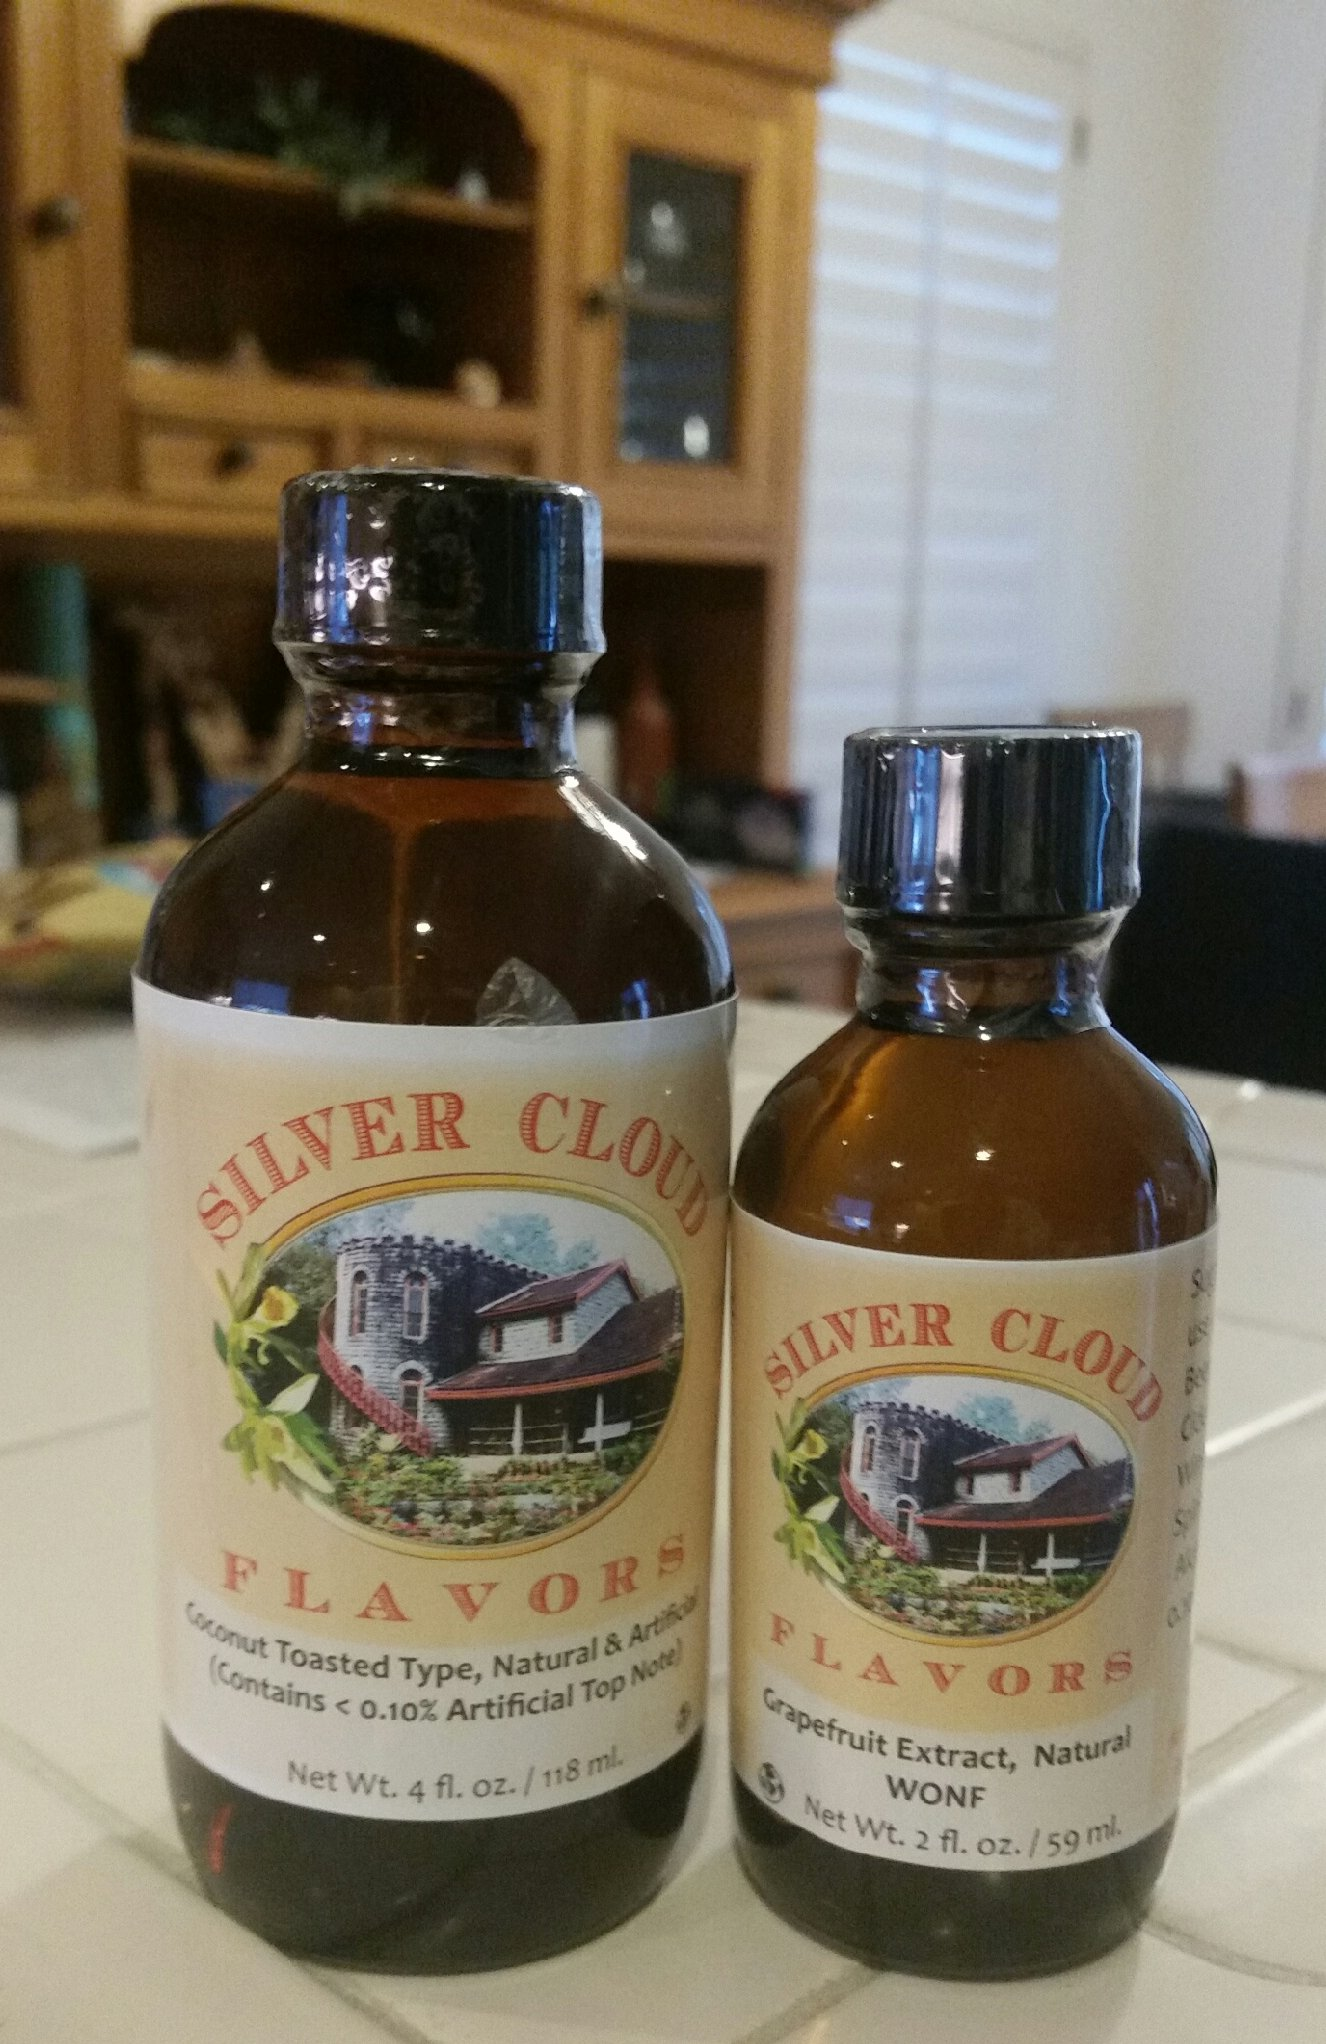 SILVER CLOUD
FLAVORS
Coconut Toasted Type, Natural & Artificial
(Contains < 0.10% Artificial Top Note)
Net Wt. 4 fl. oz. / 118 ml.
SILVER CLOUD
FLAVORS
Grapefruit Extract, Natural
WONF
Net Wt. 2 fl. oz. / 59 ml.